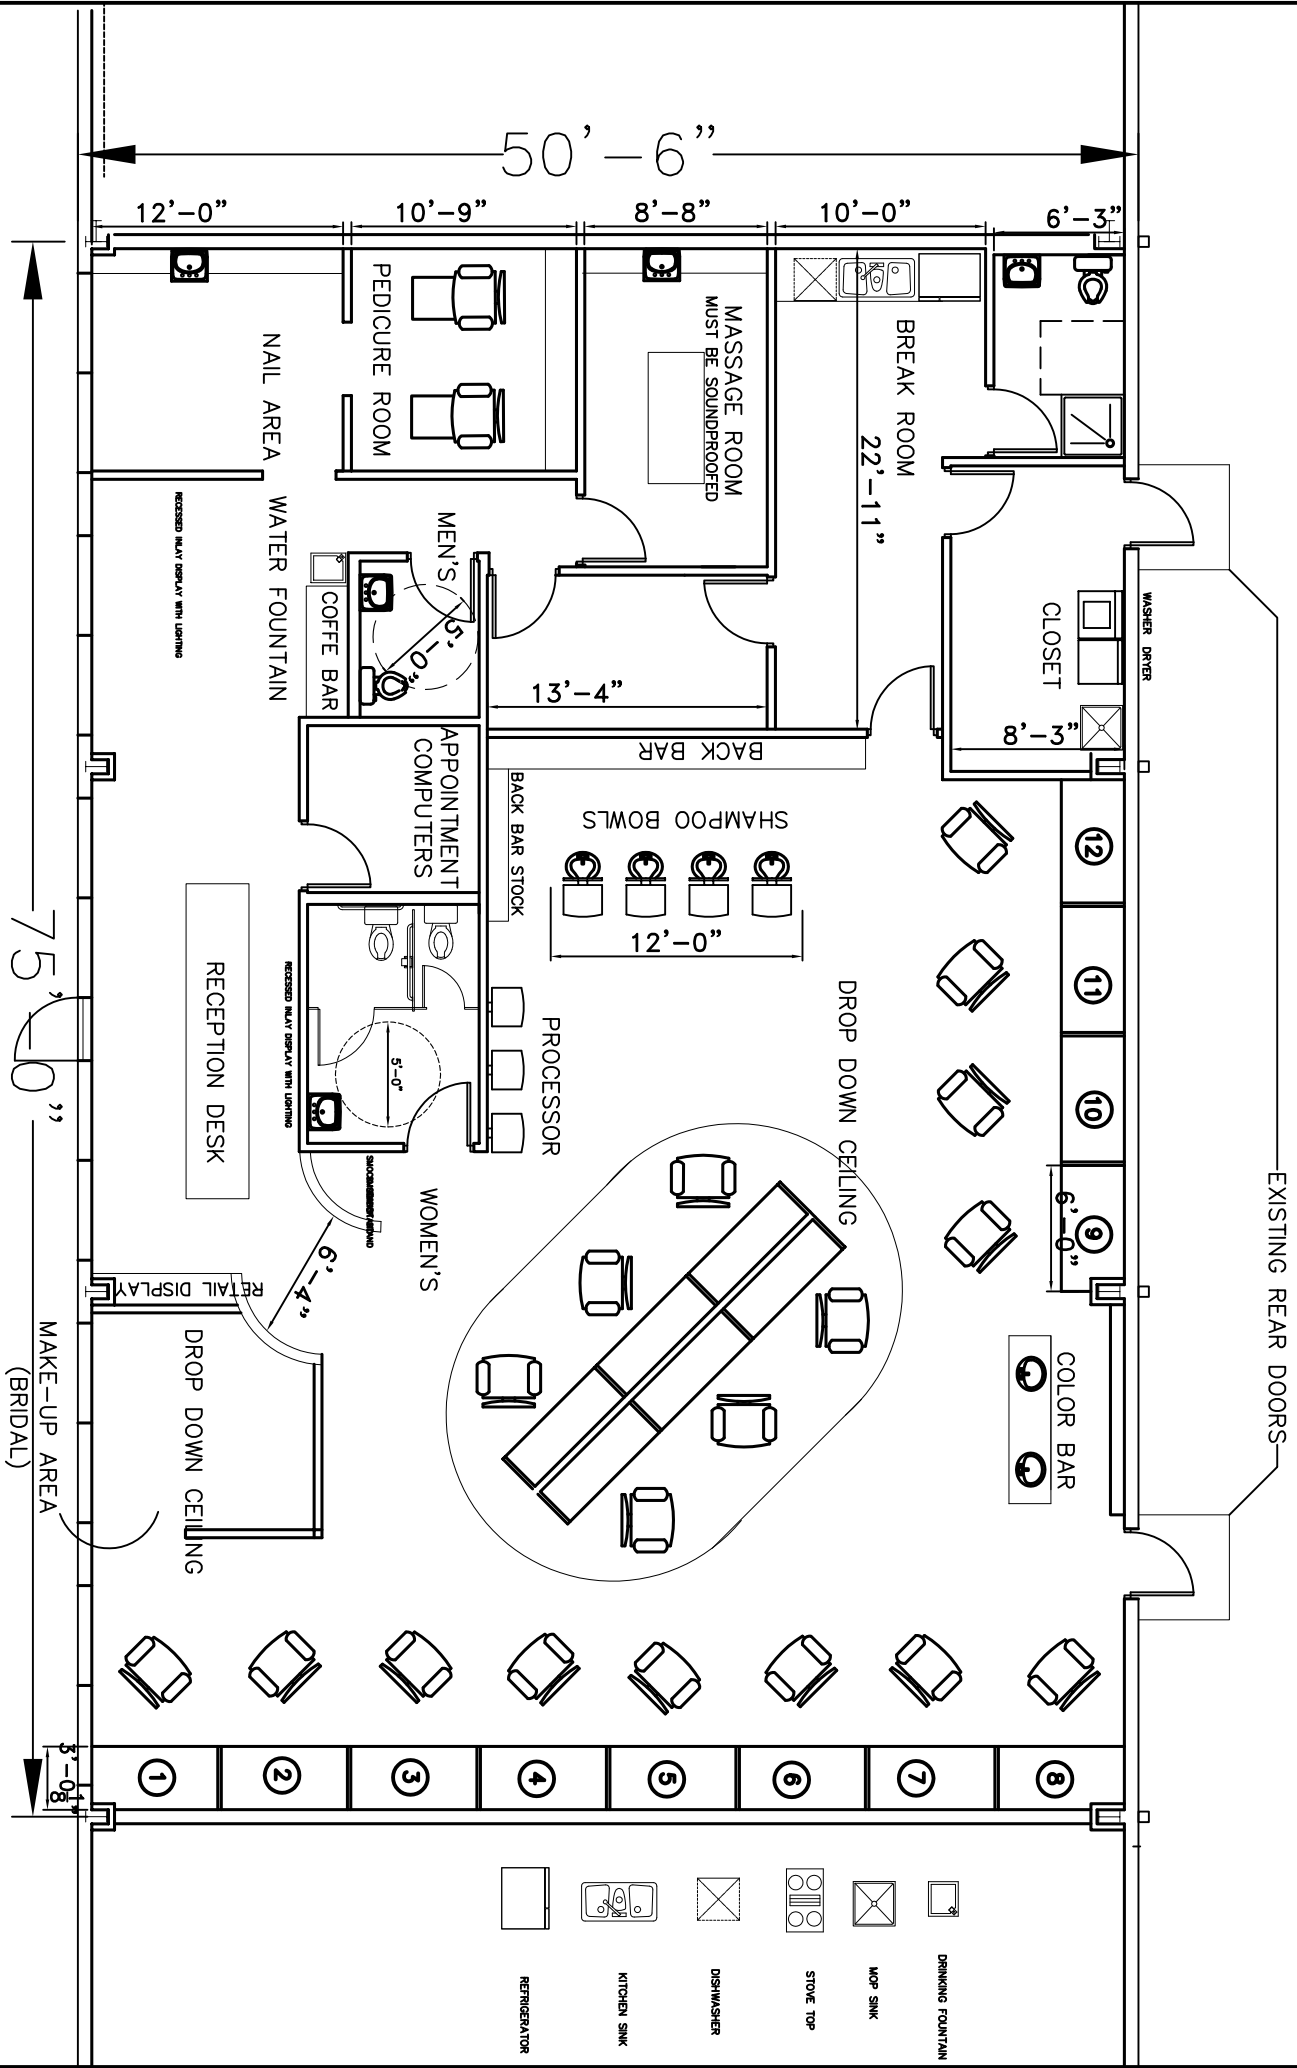 EXISTING REAR DOORS
WASHER DRYER
6'-3"
10'-0"
8'-8"
10'-9"
12'-0"
50'-6"
BREAK ROOM
22'-11"
CLOSET
8'-3"
MASSAGE ROOM
MUST BE SOUNDPROOFED
13'-4"
PEDICURE ROOM
NAIL AREA
MEN'S
5'-0"
WATER FOUNTAIN
COFFE BAR
RECESSED INLAY DISPLAY WITH LIGHTING
BACK BAR
BACK BAR STOCK
APPOINTMENT
COMPUTERS
SHAMPOO BOWLS
12'-0"
PROCESSOR
DROP DOWN CEILING
12
11
10
9
6'-0"
COLOR BAR
5'-0"
WOMEN'S
RECESSED INLAY DISPLAY WITH LIGHTING
RECEPTION DESK
6'-4"
RETAIL DISPLAY
DROP DOWN CEILING
MAKE-UP AREA
(BRIDAL)
75'-0"
8
7
6
5
4
3
2
1
3'-0 1/8"
DRINKING FOUNTAIN
MOP SINK
STOVE TOP
DISHWASHER
KITCHEN SINK
REFRIGERATOR